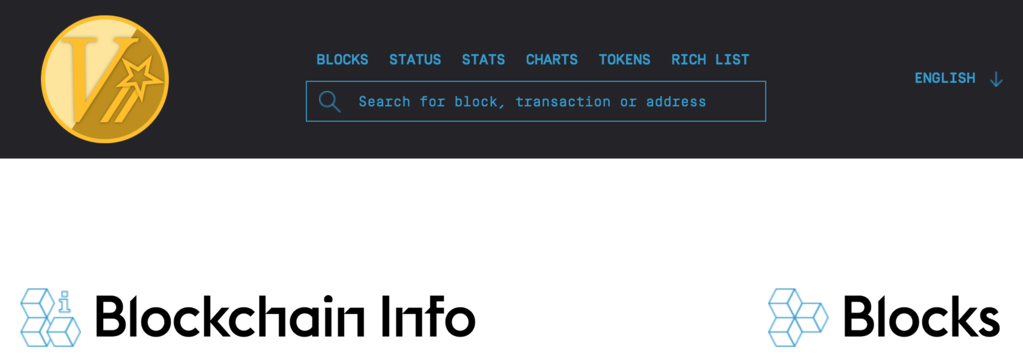 V
BLOCKS STATUS STATS CHARTS TOKENS RICH LIST
Search for block, transaction or address
ENGLISH
Blockchain Info
Blocks